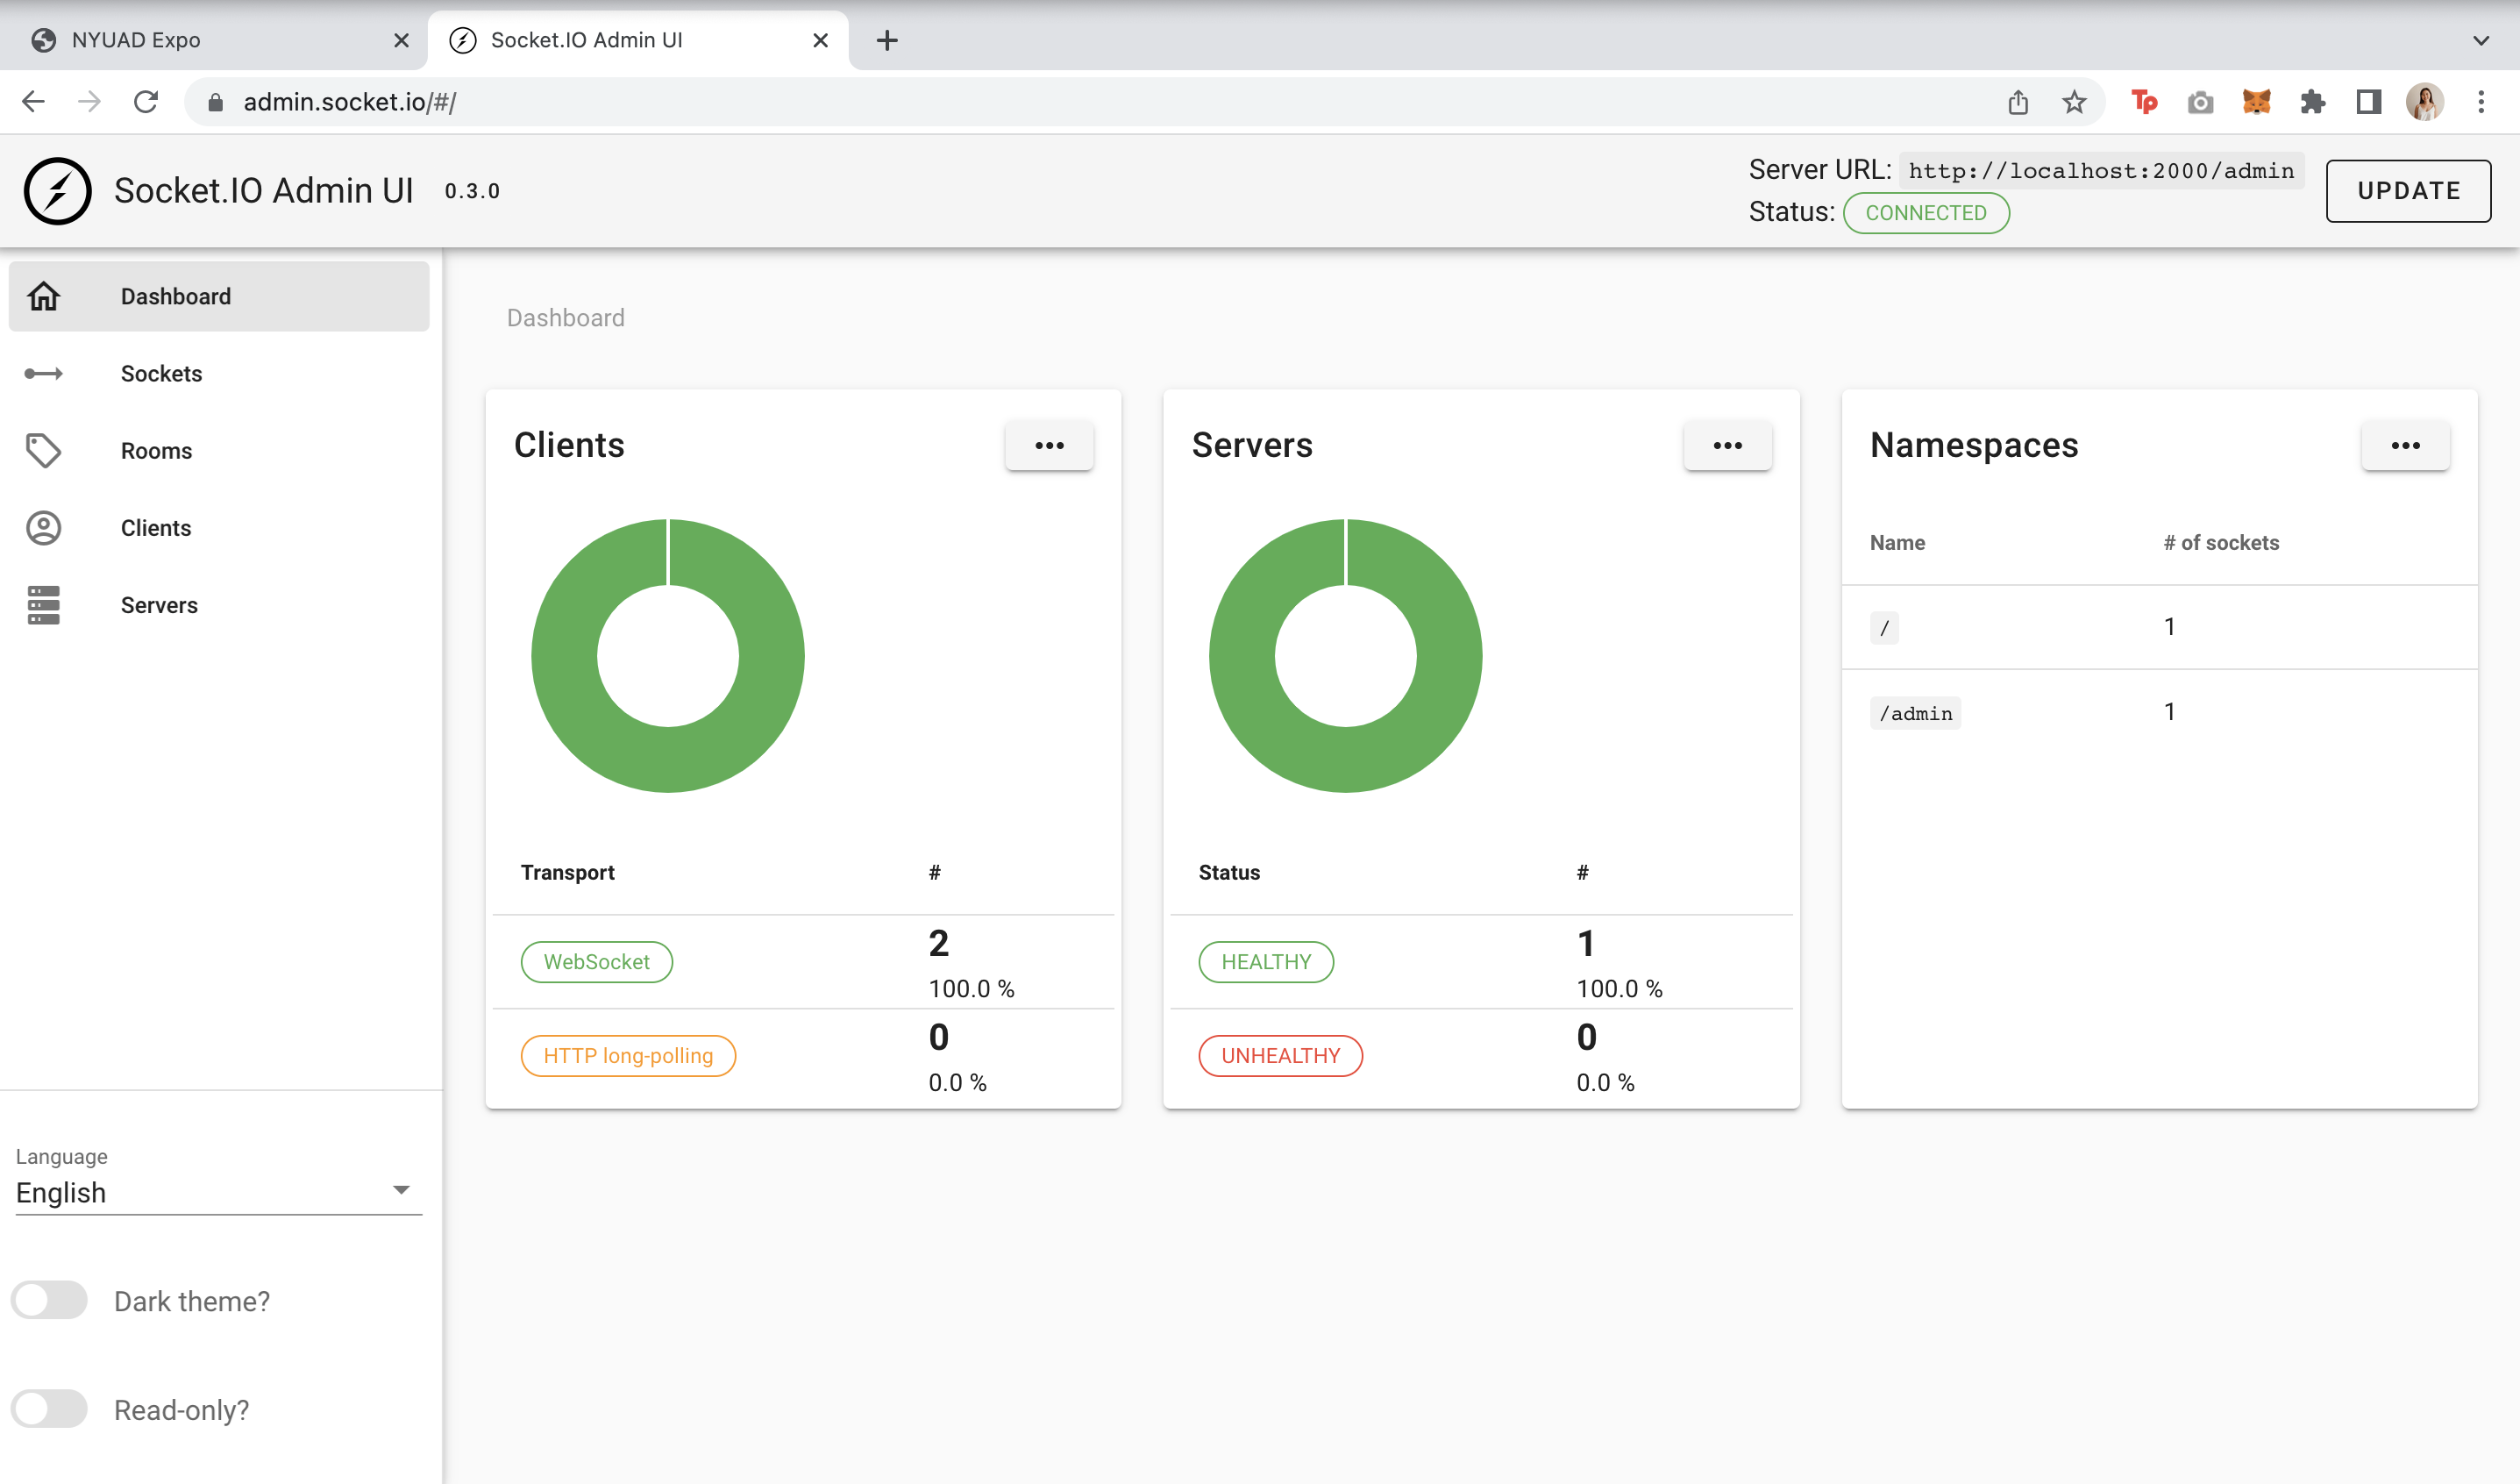 NYUAD Expo
Socket.IO Admin UI
admin.socket.io/#/
Tp
Socket.IO Admin UI 0.3.0
Server URL: http://localhost:2000/admin
Status: CONNECTED
UPDATE
Dashboard
Sockets
Rooms
Clients
Servers
Language
English
Dark theme?
Read-only?
Dashboard
Clients
Transport #
WebSocket 2
100.0 %
HTTP long-polling 0
0.0 %
Servers
Status #
HEALTHY 1
100.0 %
UNHEALTHY 0
0.0 %
Namespaces
Name # of sockets
/ 1
/admin 1